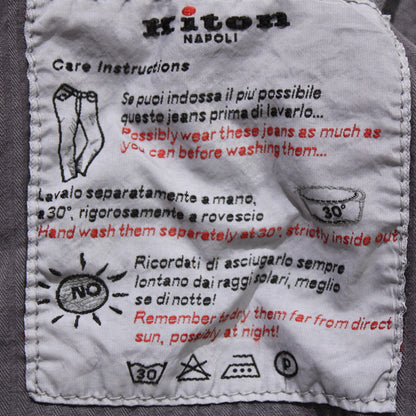 Kiton
NAPOLI
Care Instructions
Se puoi indossa il piu' possibile
questo jeans prima di lavarlo...
Possibly wear these jeans as much as
you can before washing them...
Lavalo separatamente a mano,
a 30°, rigorosamente a rovescio
30°
Hand wash them separately at 30° strictly inside out
NO
Ricordati di asciugarlo sempre
lontano dai raggi solari, meglio
se di notte!
Remember to dry them far from direct
sun, possibly at night!
30
P